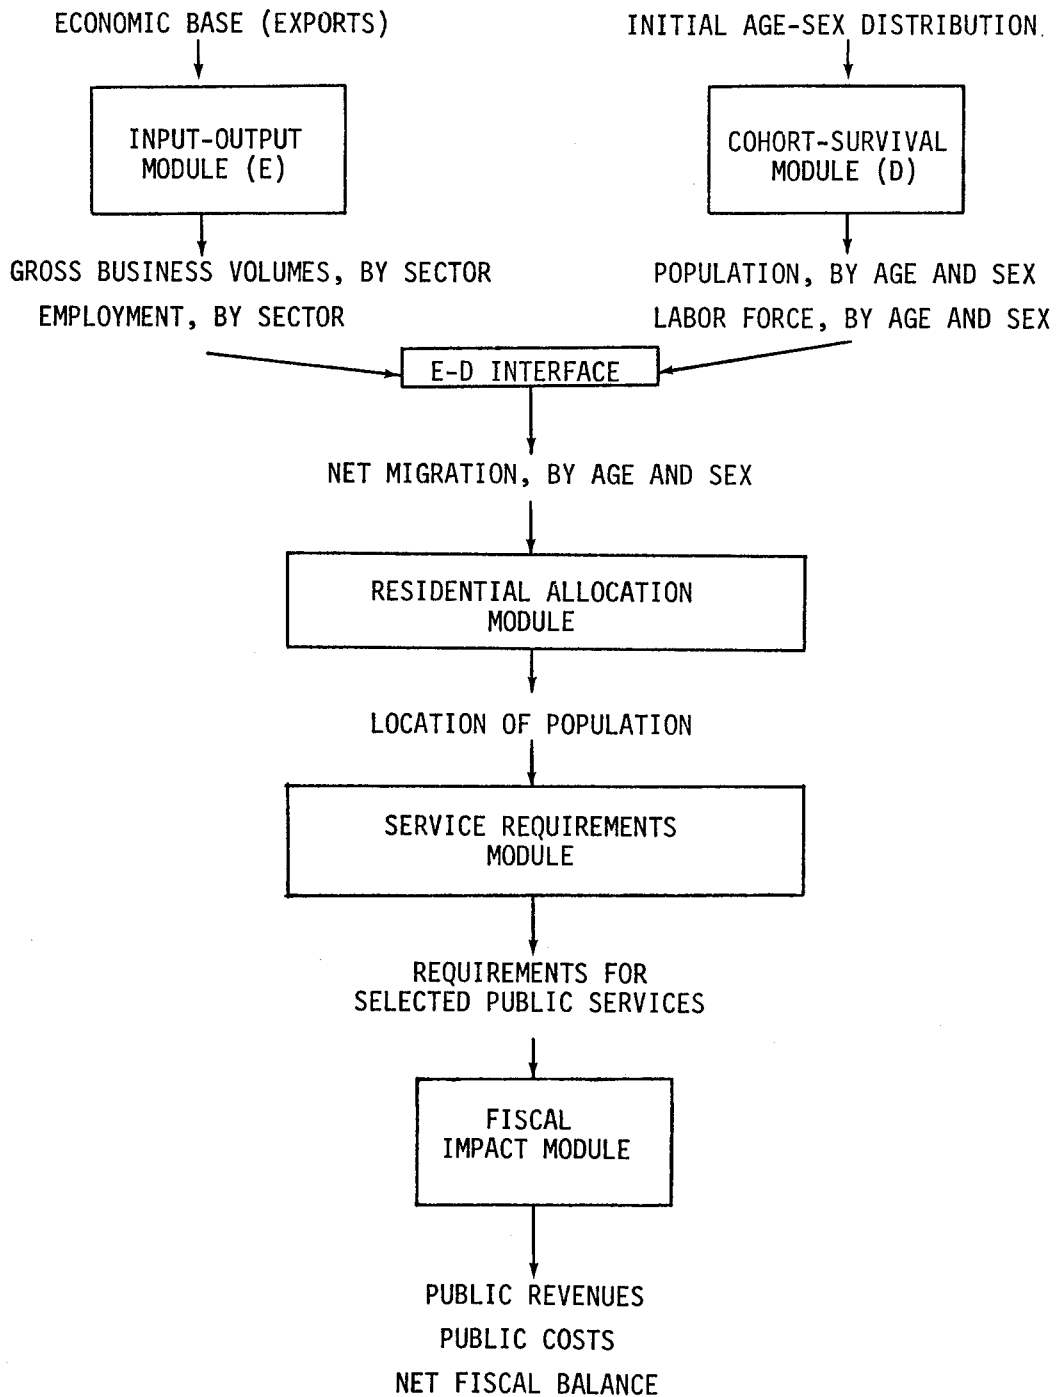 ECONOMIC BASE (EXPORTS)
INITIAL AGE-SEX DISTRIBUTION
INPUT-OUTPUT
MODULE (E)
COHORT-SURVIVAL
MODULE (D)
GROSS BUSINESS VOLUMES, BY SECTOR
EMPLOYMENT, BY SECTOR
POPULATION, BY AGE AND SEX
LABOR FORCE, BY AGE AND SEX
E-D INTERFACE
NET MIGRATION, BY AGE AND SEX
RESIDENTIAL ALLOCATION
MODULE
LOCATION OF POPULATION
SERVICE REQUIREMENTS
MODULE
REQUIREMENTS FOR
SELECTED PUBLIC SERVICES
FISCAL
IMPACT MODULE
PUBLIC REVENUES
PUBLIC COSTS
NET FISCAL BALANCE